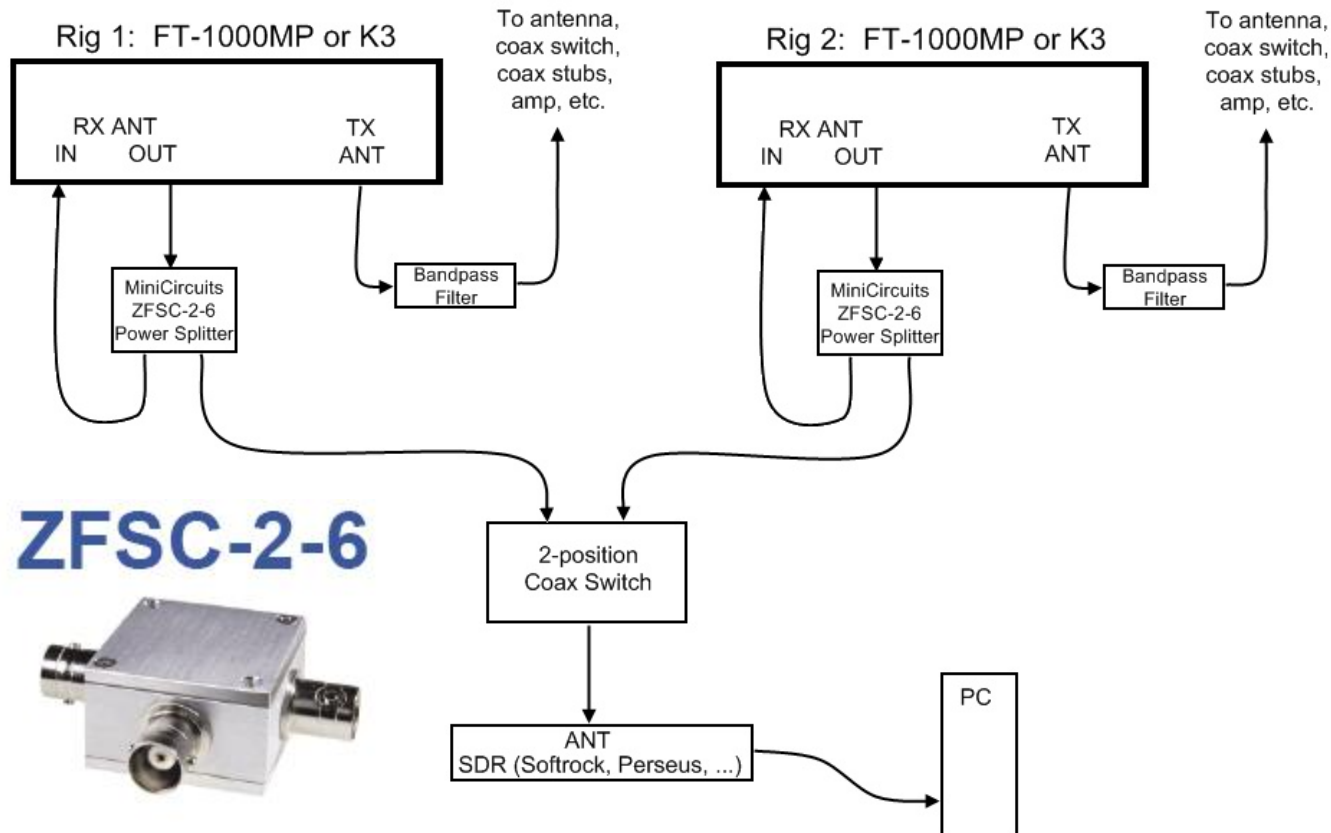 Rig 1:  FT-1000MP or K3
RX ANT
IN OUT
TX
ANT
To antenna,
coax switch,
coax stubs,
amp, etc.
MiniCircuits
ZFSC-2-6
Power Splitter
Bandpass
Filter
Rig 2:  FT-1000MP or K3
RX ANT
IN OUT
TX
ANT
To antenna,
coax switch,
coax stubs,
amp, etc.
MiniCircuits
ZFSC-2-6
Power Splitter
Bandpass
Filter
ZFSC-2-6
2-position
Coax Switch
ANT
SDR (Softrock, Perseus, ...)
PC